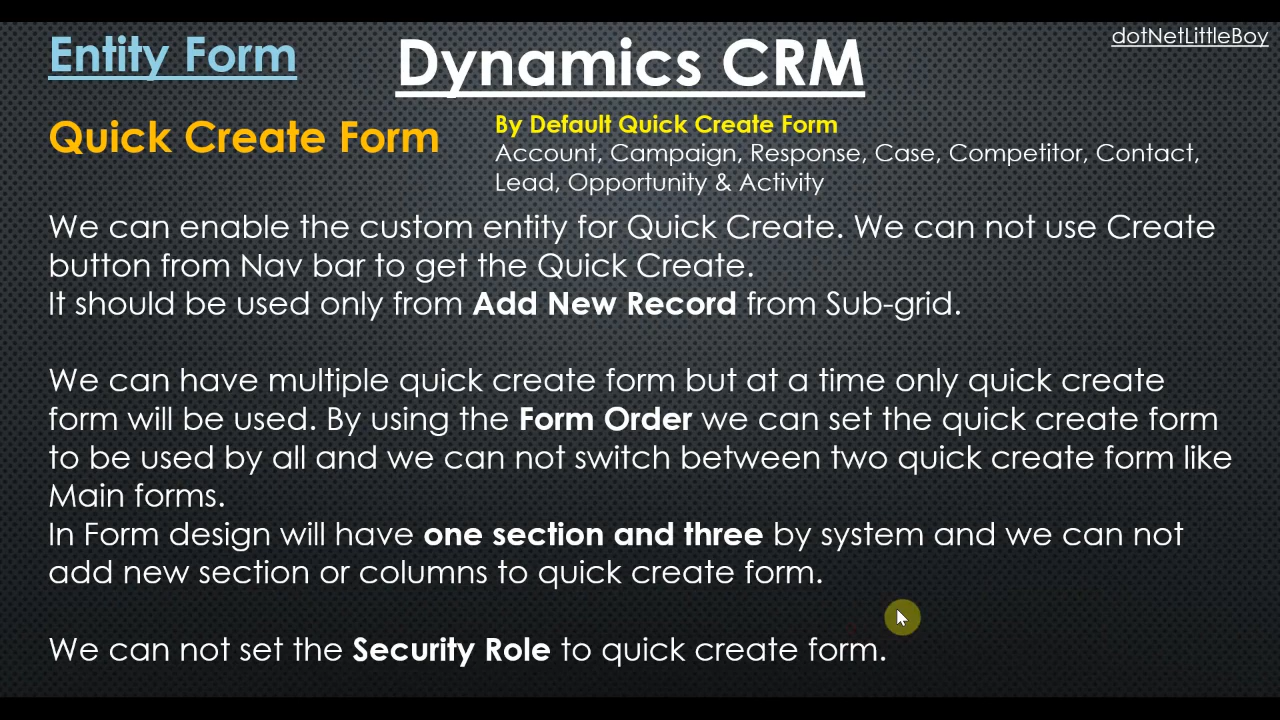 Entity Form
Dynamics CRM
dotNetLittleBoy
Quick Create Form
By Default Quick Create Form
Account, Campaign, Response, Case, Competitor, Contact,
Lead, Opportunity & Activity
We can enable the custom entity for Quick Create. We can not use Create
button from Nav bar to get the Quick Create.
It should be used only from Add New Record from Sub-grid.
We can have multiple quick create form but at a time only quick create
form will be used. By using the Form Order we can set the quick create form
to be used by all and we can not switch between two quick create form like
Main forms.
In Form design will have one section and three by system and we can not
add new section or columns to quick create form.
We can not set the Security Role to quick create form.